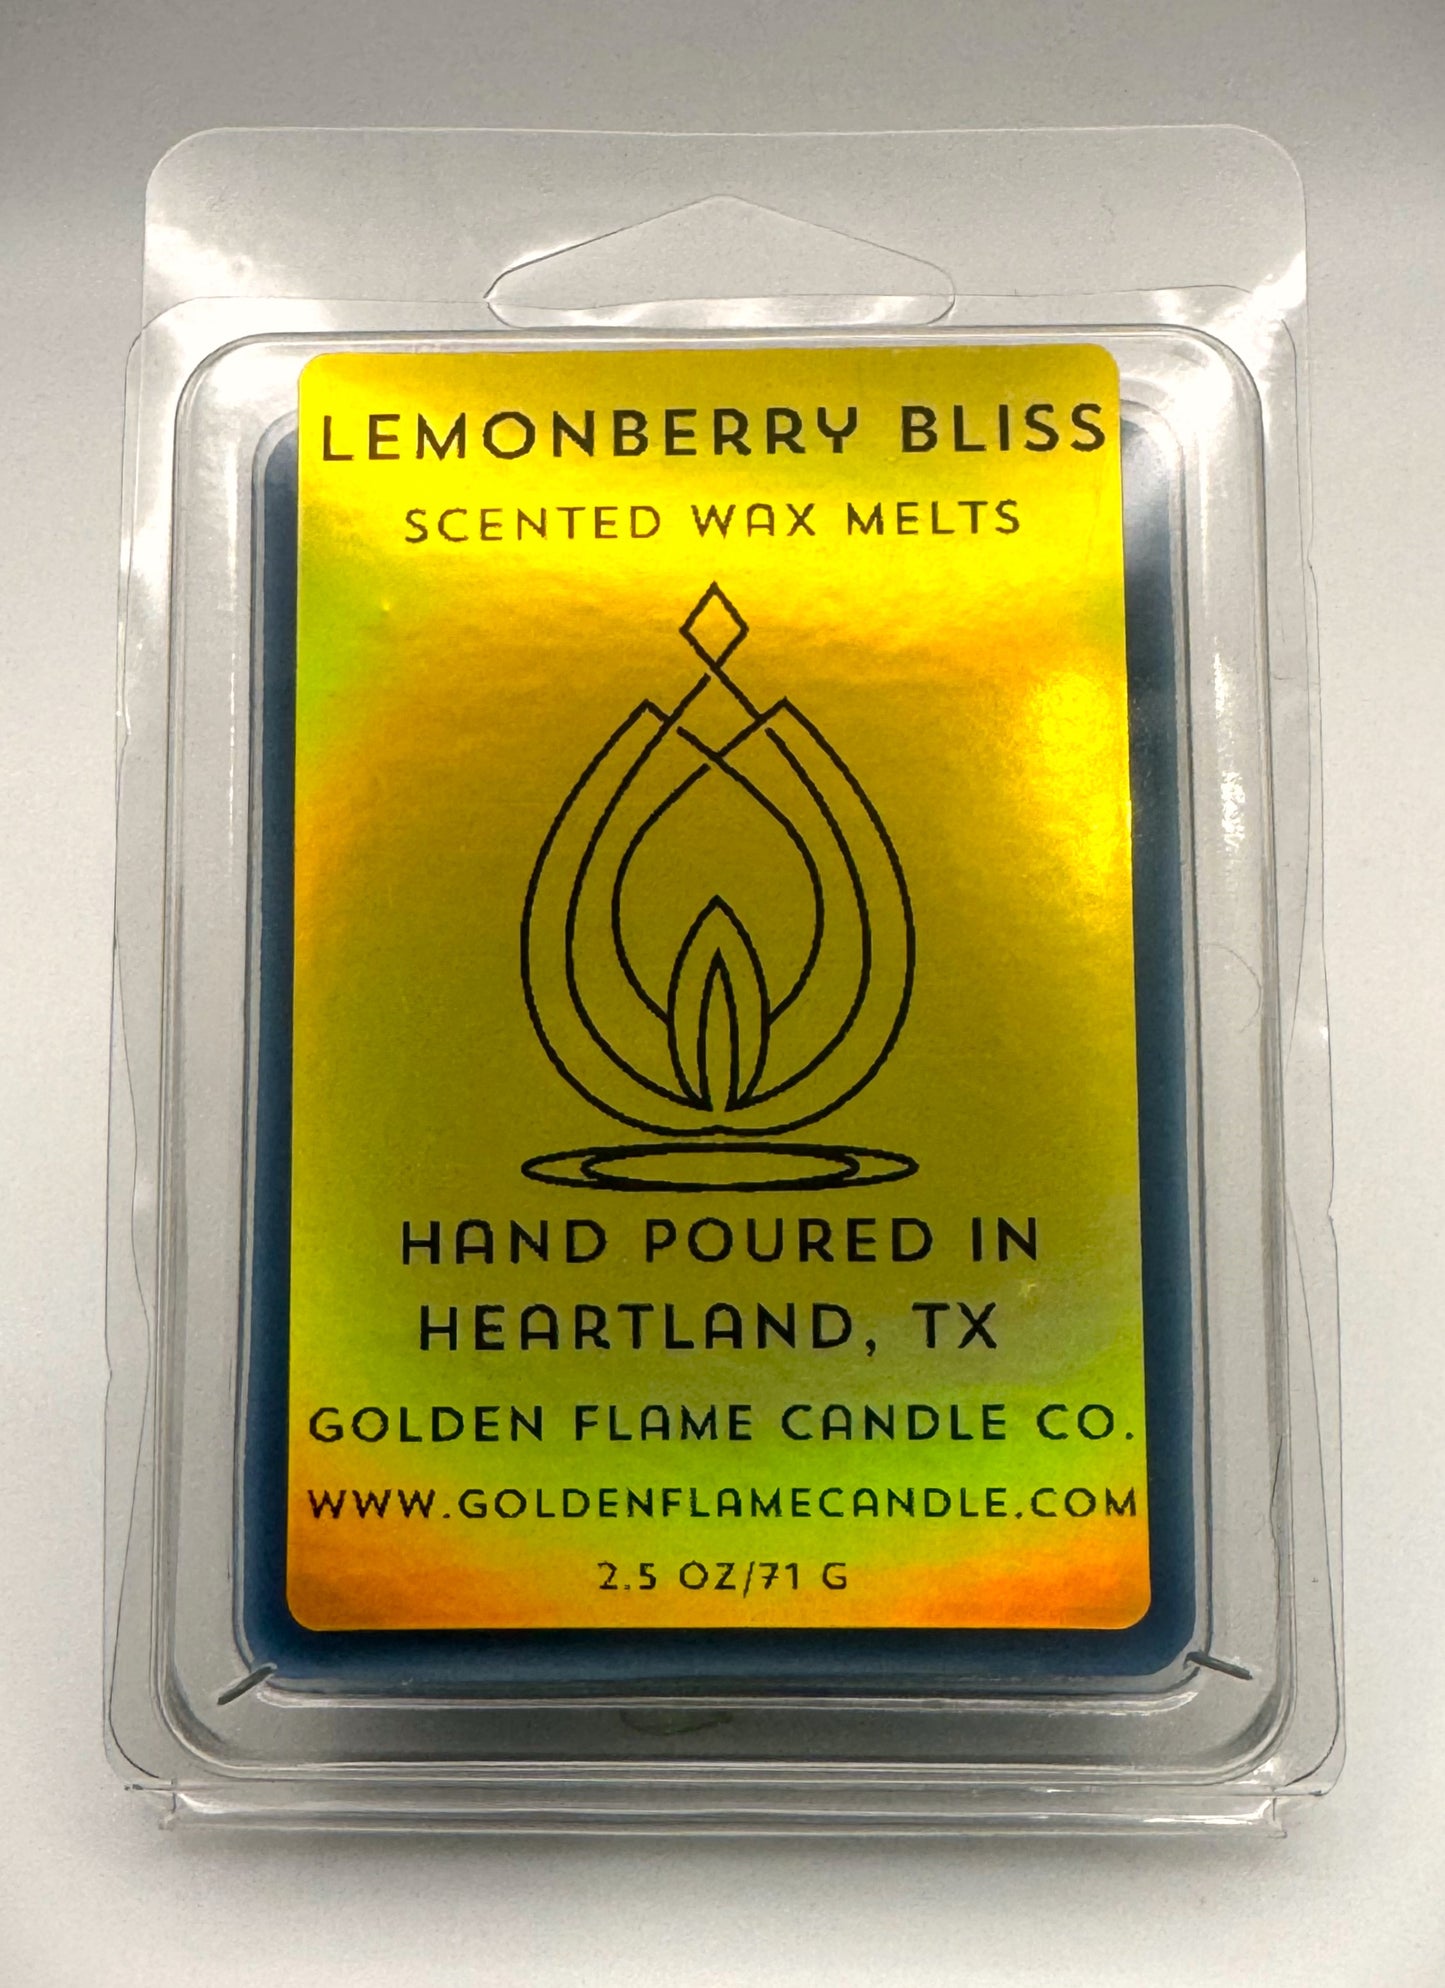 LEMONBERRY BLISS
SCENTED WAX MELTS
HAND POURED IN
HEARTLAND, TX
GOLDEN FLAME CANDLE CO.
WWW.GOLDENFLAMECANDLE.COM
2.5 OZ/71 G